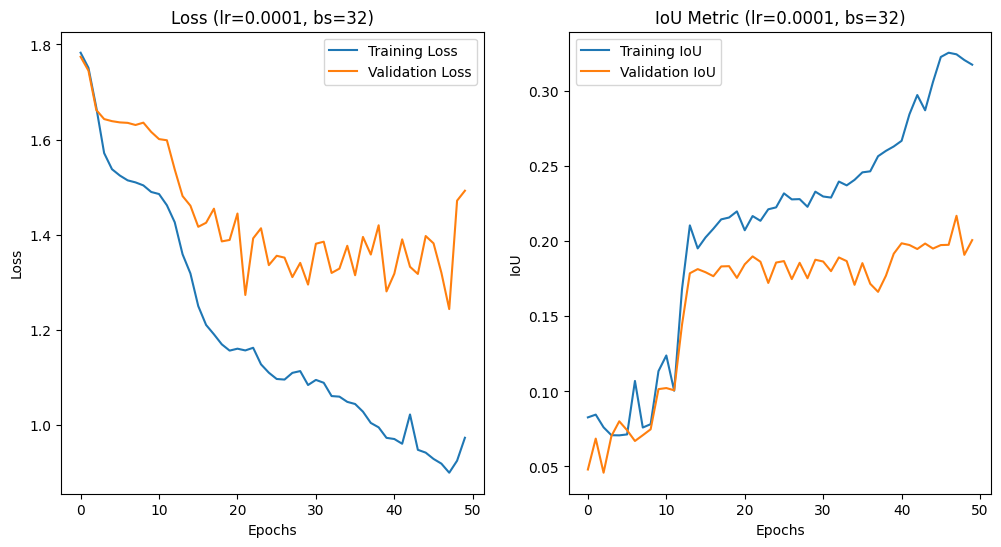 Loss (lr=0.0001, bs=32)
Training Loss
Validation Loss
1.8
1.6
1.4
1.2
1.0
Loss
0 10 20 30 40 50
Epochs
IoU Metric (lr=0.0001, bs=32)
Training IoU
Validation IoU
0.30
0.25
0.20
0.15
0.10
0.05
IoU
0 10 20 30 40 50
Epochs